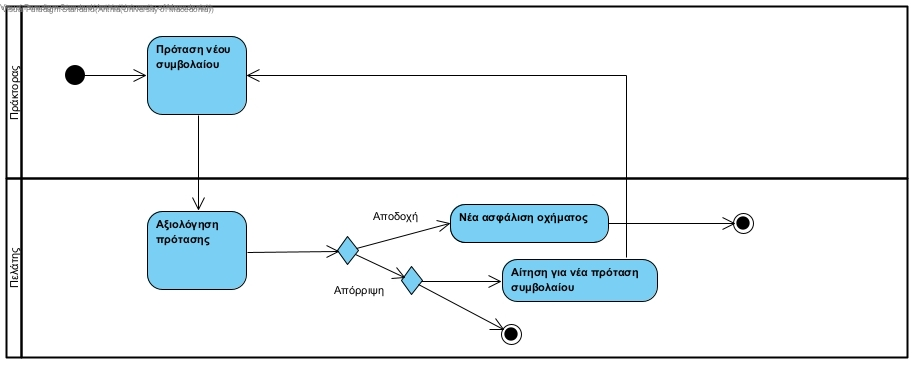 Πράκτορας
Πρόταση νέου
συμβολαίου
Πελάτης
Αξιολόγηση
πρότασης
Αποδοχή
Νέα ασφάλιση οχήματος
Απόρριψη
Αίτηση για νέα πρόταση
συμβολαίου